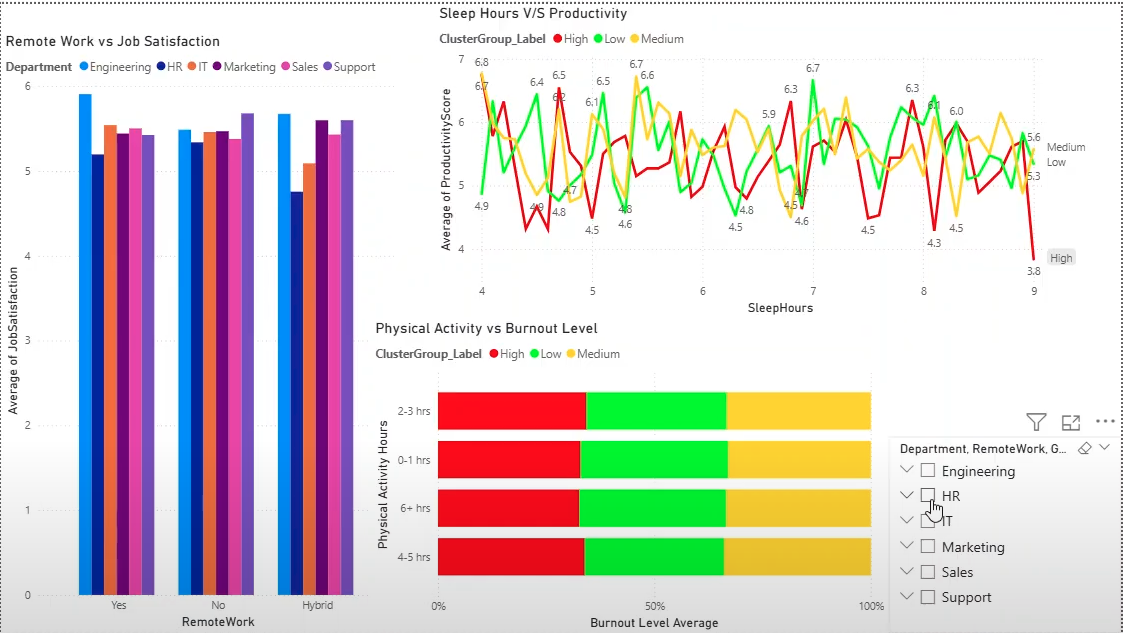 Remote Work vs Job Satisfaction
Department Engineering HR IT Marketing Sales Support
Average of JobSatisfaction
6
5
4
3
2
1
0
Yes No Hybrid
RemoteWork
Sleep Hours V/S Productivity
ClusterGroup_Label High Low Medium
Average of ProductivityScore
7
6
5
4
6.8
6.7
4.9
6.4
4.9
6.5
6.2
4.8
4.7
6.1
4.5
6.5
4.8
4.6
6.7
6.6
4.5
4.8
5.9
6.3
4.5
4.6
6.7
4.5
6.3
4.3
6.1
6.0
4.5
5.6
5.3
3.8
Medium
Low
High
4 5 6 7 8 9
SleepHours
Physical Activity vs Burnout Level
ClusterGroup_Label High Low Medium
Physical Activity Hours
2-3 hrs
0-1 hrs
6+ hrs
4-5 hrs
0% 50% 100%
Burnout Level Average
Department, RemoteWork, G...
Engineering
HR
IT
Marketing
Sales
Support